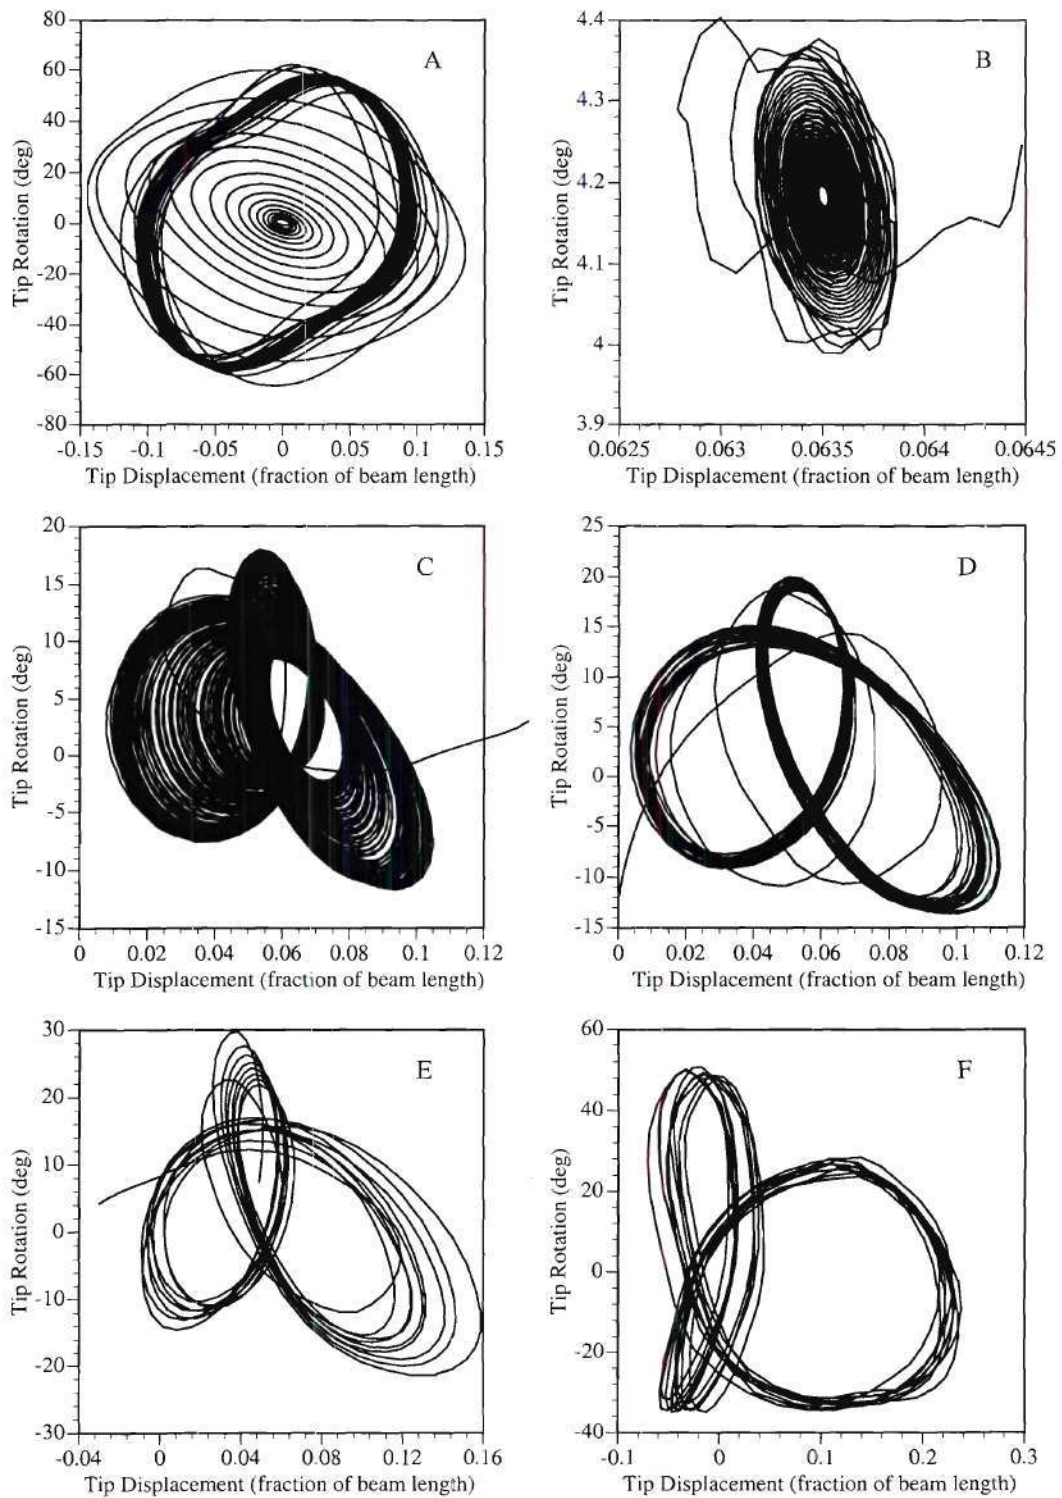 80
60
40
20
0
-20
-40
-60
-80
Tip Rotation (deg)
A
-0.15 -0.1 -0.05 0 0.05 0.1 0.15
Tip Displacement (fraction of beam length)
4.4
4.3
4.2
4.1
4
3.9
Tip Rotation (deg)
B
0.0625 0.063 0.0635 0.064 0.0645
Tip Displacement (fraction of beam length)
20
15
10
5
0
-5
-10
-15
Tip Rotation (deg)
C
0 0.02 0.04 0.06 0.08 0.1 0.12
Tip Displacement (fraction of beam length)
25
20
15
10
5
0
-5
-10
-15
Tip Rotation (deg)
D
0 0.02 0.04 0.06 0.08 0.1 0.12
Tip Displacement (fraction of beam length)
30
20
10
0
-10
-20
-30
Tip Rotation (deg)
E
-0.04 0 0.04 0.08 0.12 0.16
Tip Displacement (fraction of beam length)
60
40
20
0
-20
-40
Tip Rotation (deg)
F
-0.1 0 0.1 0.2 0.3
Tip Displacement (fraction of beam length)